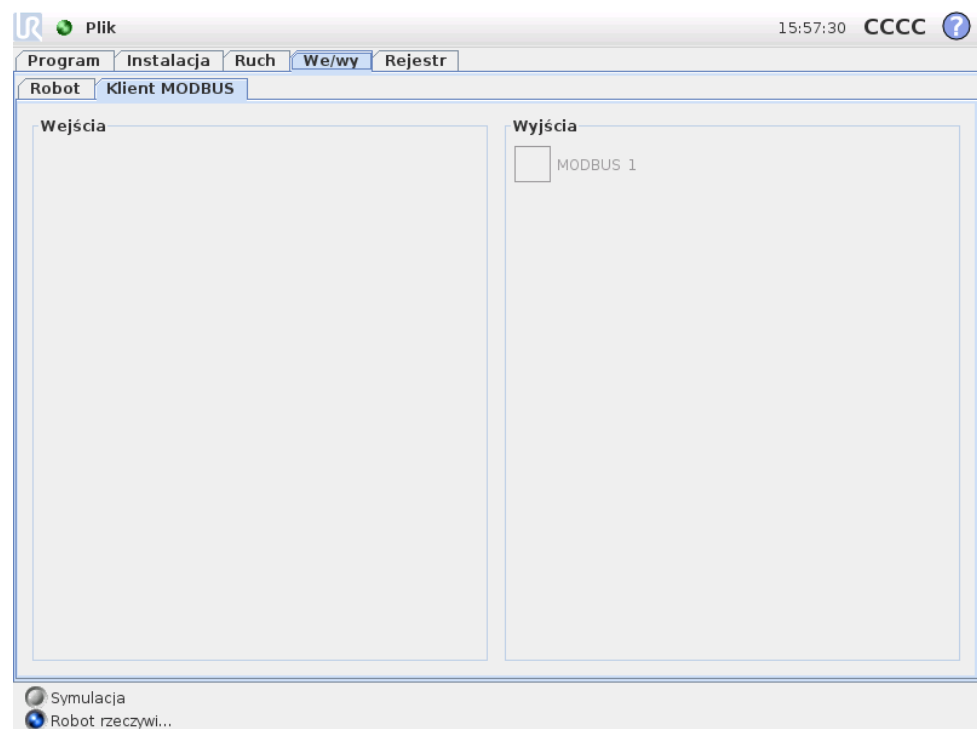 UR Plik 15:57:30 CCCC ?
Program Instalacja Ruch We/wy Rejestr
Robot Klient MODBUS
Wejścia
Wyjścia
MODBUS 1
Symulacja
Robot rzeczywi...